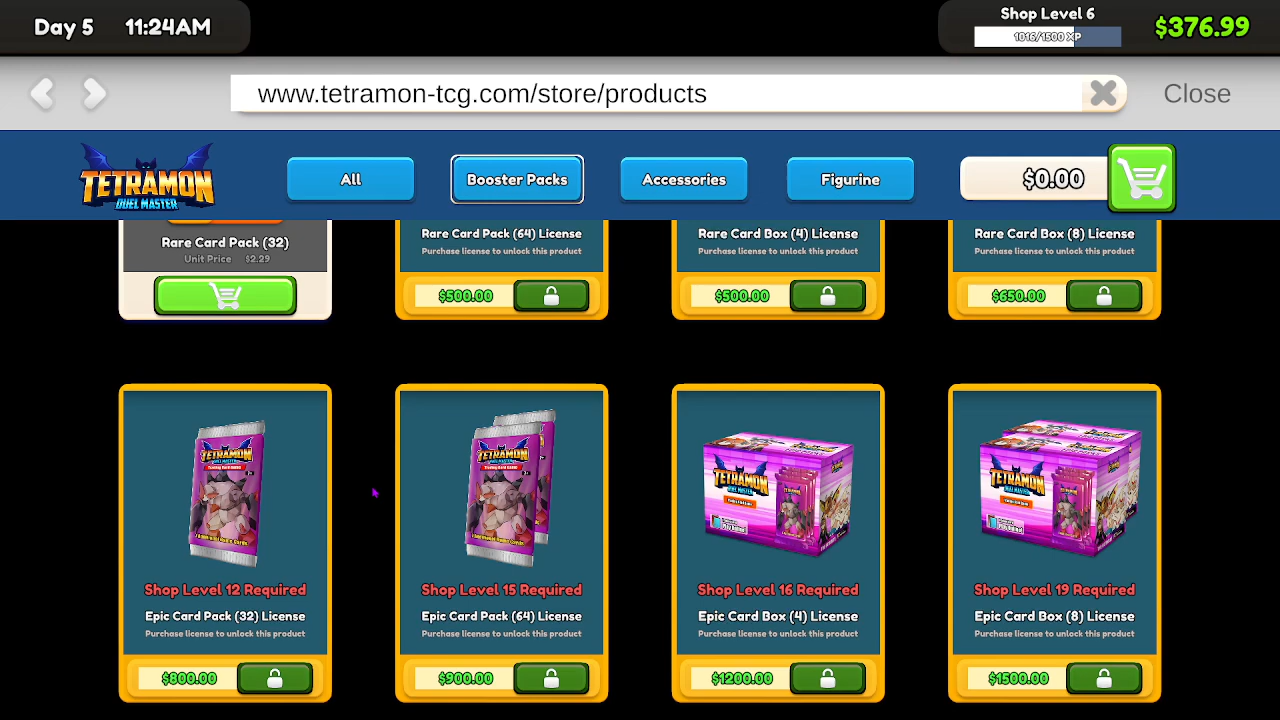 Day 5 11:24AM
Shop Level 6
1016/1500 XP
$376.99
www.tetramon-tcg.com/store/products
Close
TETRAMON
DUEL MASTER
All
Booster Packs
Accessories
Figurine
$0.00
Rare Card Pack (32)
Unit Price $2.29
Rare Card Pack (64) License
Purchase license to unlock this product
$500.00
Rare Card Box (4) License
Purchase license to unlock this product
$500.00
Rare Card Box (8) License
Purchase license to unlock this product
$650.00
TETRAMON
Shop Level 12 Required
Epic Card Pack (32) License
Purchase license to unlock this product
$800.00
TETRAMON
Shop Level 15 Required
Epic Card Pack (64) License
Purchase license to unlock this product
$900.00
TETRAMON
Shop Level 16 Required
Epic Card Box (4) License
Purchase license to unlock this product
$1200.00
TETRAMON
Shop Level 19 Required
Epic Card Box (8) License
Purchase license to unlock this product
$1500.00